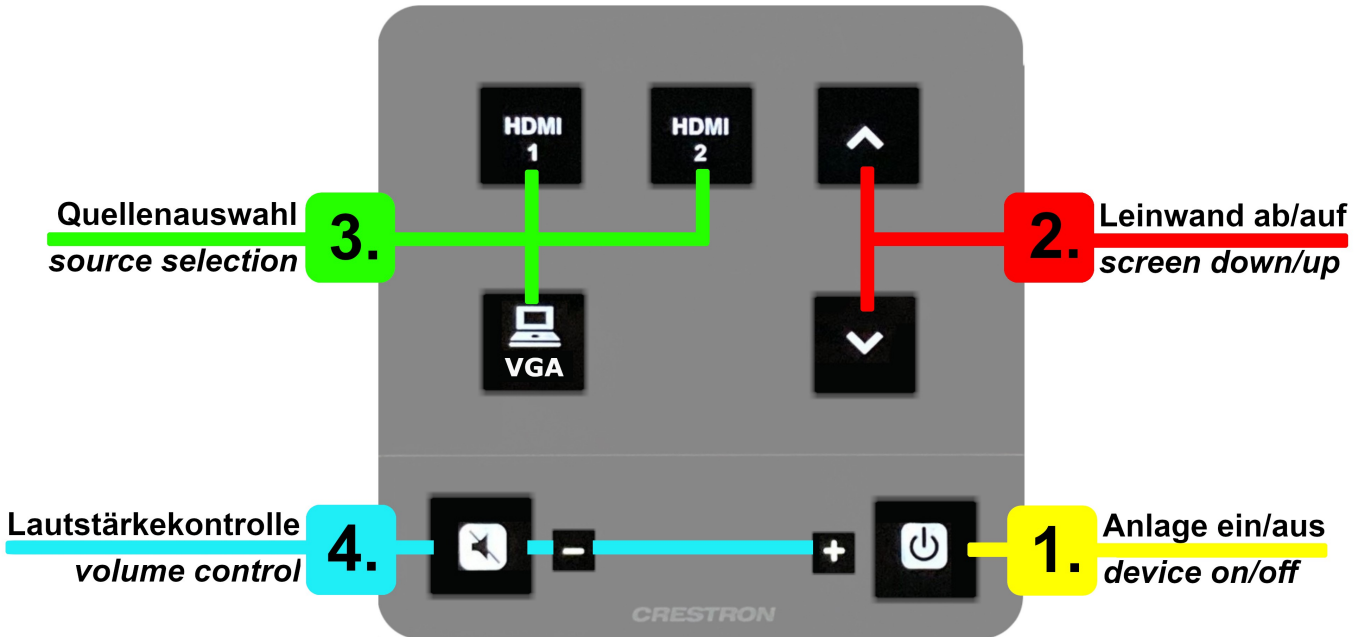 HDMI
1
HDMI
2
Quellenauswahl
source selection
3.
2.
Leinwand ab/auf
screen down/up
VGA
Lautstärkekontrolle
volume control
4.
1.
Anlage ein/aus
device on/off
CRESTRON